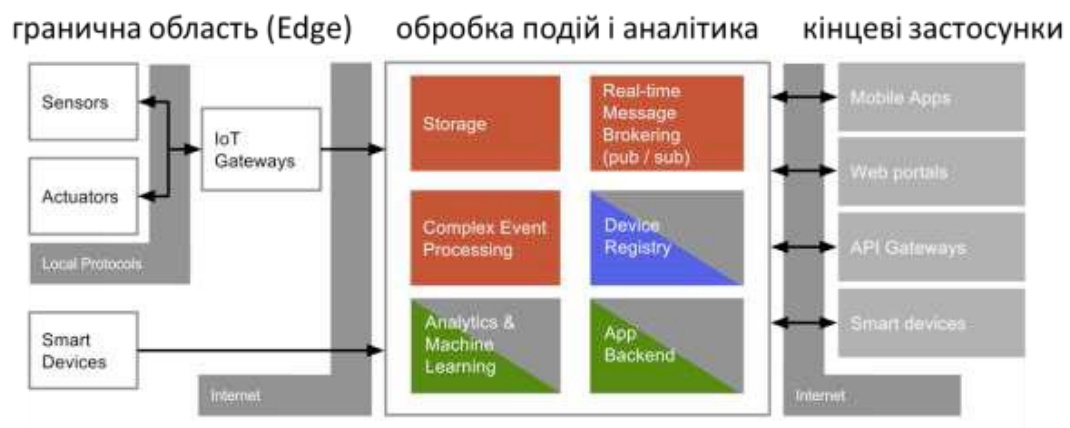 гранична область (Edge)
обробка подій і аналітика
кінцеві застосунки
Sensors
Actuators
Local Protocols
IoT
Gateways
Smart
Devices
Internet
Storage
Real-time
Message
Brokering
(pub / sub)
Complex Event
Processing
Device
Registry
Analytics &
Machine
Learning
App
Backend
Mobile Apps
Web portals
API Gateways
Smart devices
Internet